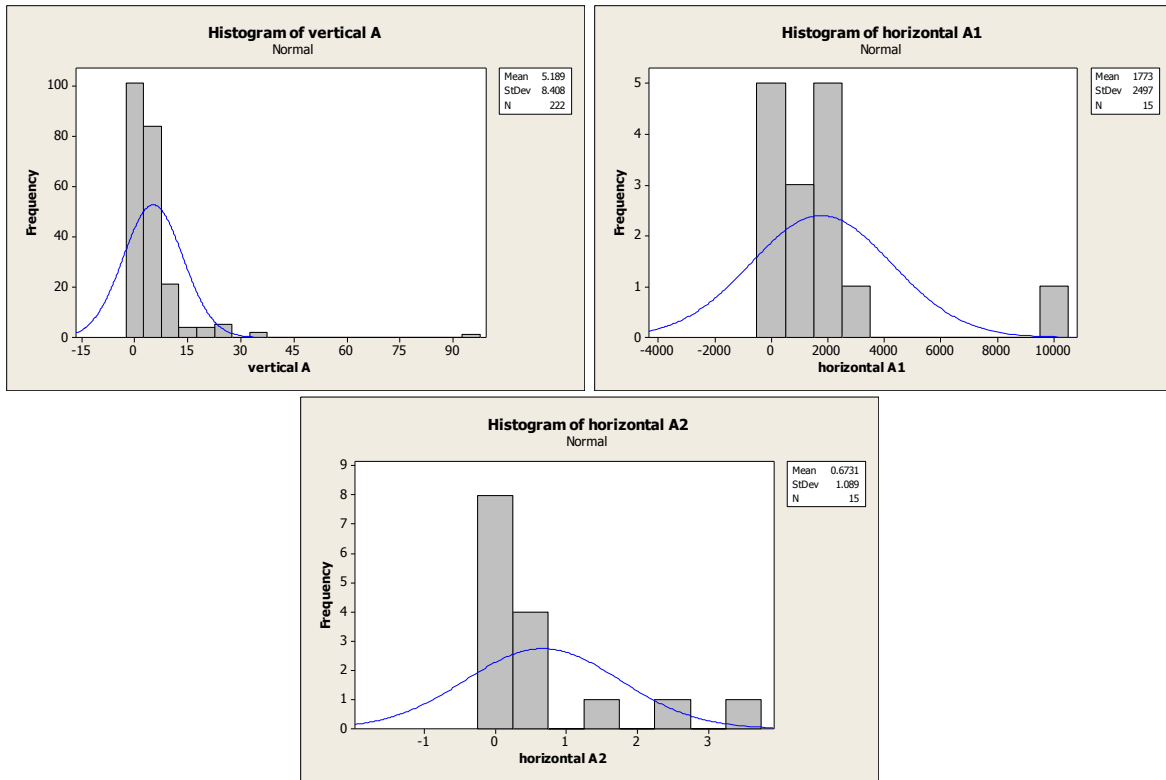 Histogram of vertical A
Normal
Mean 5.189
StDev 8.408
N 222
100
80
60
40
20
0
Frequency
-15 0 15 30 45 60 75 90
vertical A
Histogram of horizontal A1
Normal
Mean 1773
StDev 2497
N 15
5
4
3
2
1
0
Frequency
-4000 -2000 0 2000 4000 6000 8000 10000
horizontal A1
Histogram of horizontal A2
Normal
Mean 0.6731
StDev 1.089
N 15
9
8
7
6
5
4
3
2
1
0
Frequency
-1 0 1 2 3
horizontal A2